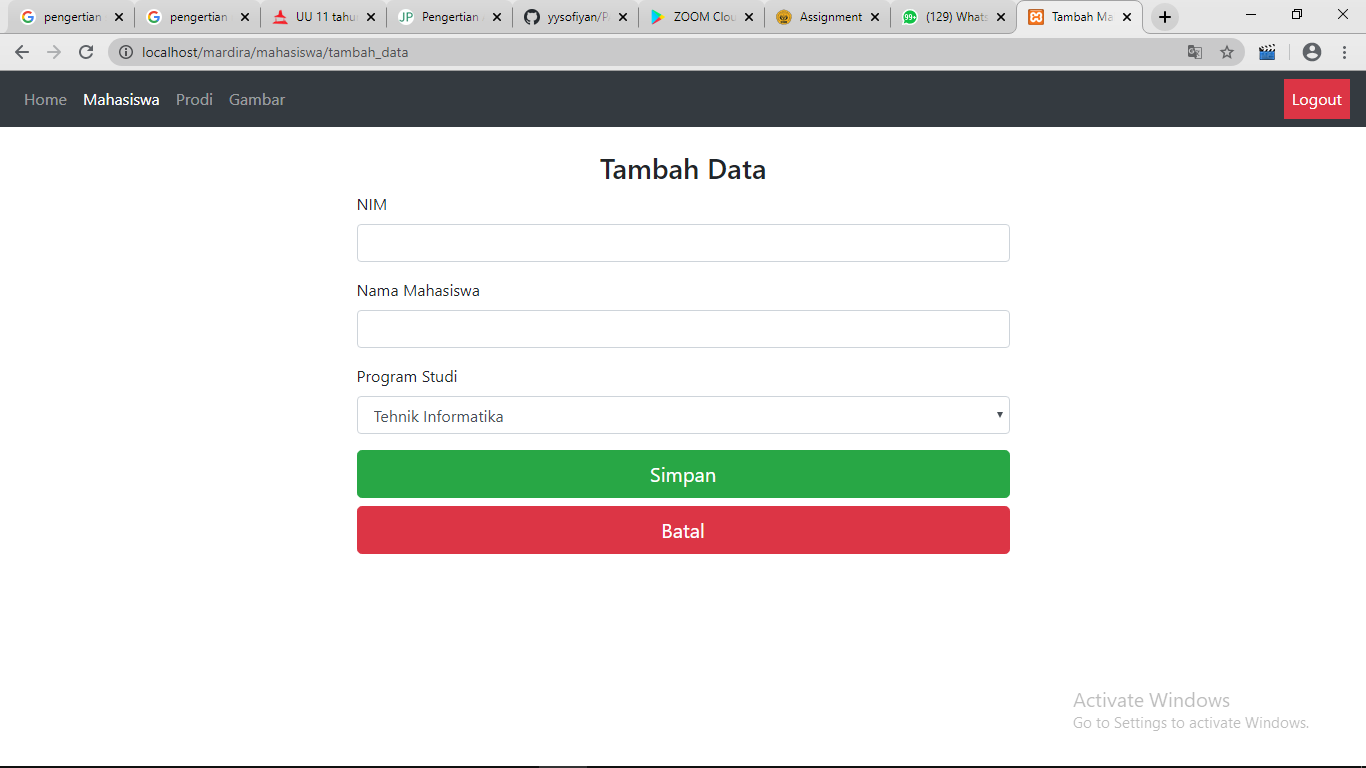 pengertian
pengertian
UU 11 tahu
Pengertian
yysofiyan/P
ZOOM Clou
Assignment
(129) Whats
Tambah Ma
localhost/mardira/mahasiswa/tambah_data
Home Mahasiswa Prodi Gambar Logout
Tambah Data
NIM
Nama Mahasiswa
Program Studi
Tehnik Informatika
Simpan
Batal
Activate Windows
Go to Settings to activate Windows.